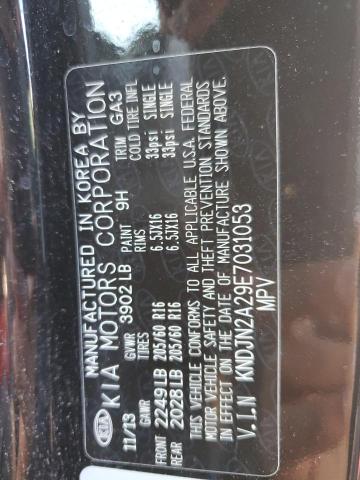 KIA
MANUFACTURED IN KOREA BY
KIA MOTORS CORPORATION
11/13 GVWR 3902 LB PAINT 9H TRIM GA3
GAWR TIRES RIMS COLD TIRE INFL
FRONT 2249LB 205/60 R16 6.5JX16 33psi SINGLE
REAR 2028LB 205/60 R16 6.5JX16 33psi SINGLE
THIS VEHICLE CONFORMS TO ALL APPLICABLE U.S.A. FEDERAL
MOTOR VEHICLE SAFETY AND THEFT PREVENTION STANDARDS
IN EFFECT ON THE DATE OF MANUFACTURE SHOWN ABOVE.
V.I.N KNDJN2A29E7031053
MPV